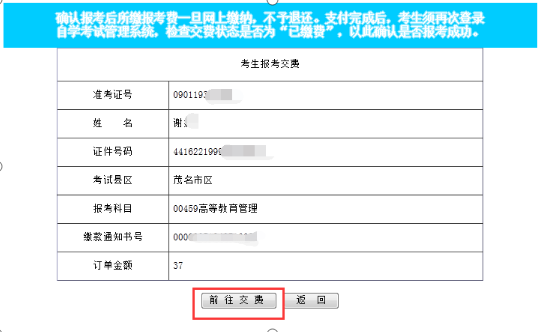 确认报考后所缴报考费一旦网上缴纳，不予退还。支付完成后，考生须再次登录
自学考试管理系统，检查交费状态是否为“已缴费”，以此确认是否报考成功。
考生报考交费
准考证号 0901193
姓 名 谢
证件号码 441622199
考试县区 茂名市区
报考科目 00459高等教育管理
缴款通知书号 000
订单金额 37
前往交费 返 回